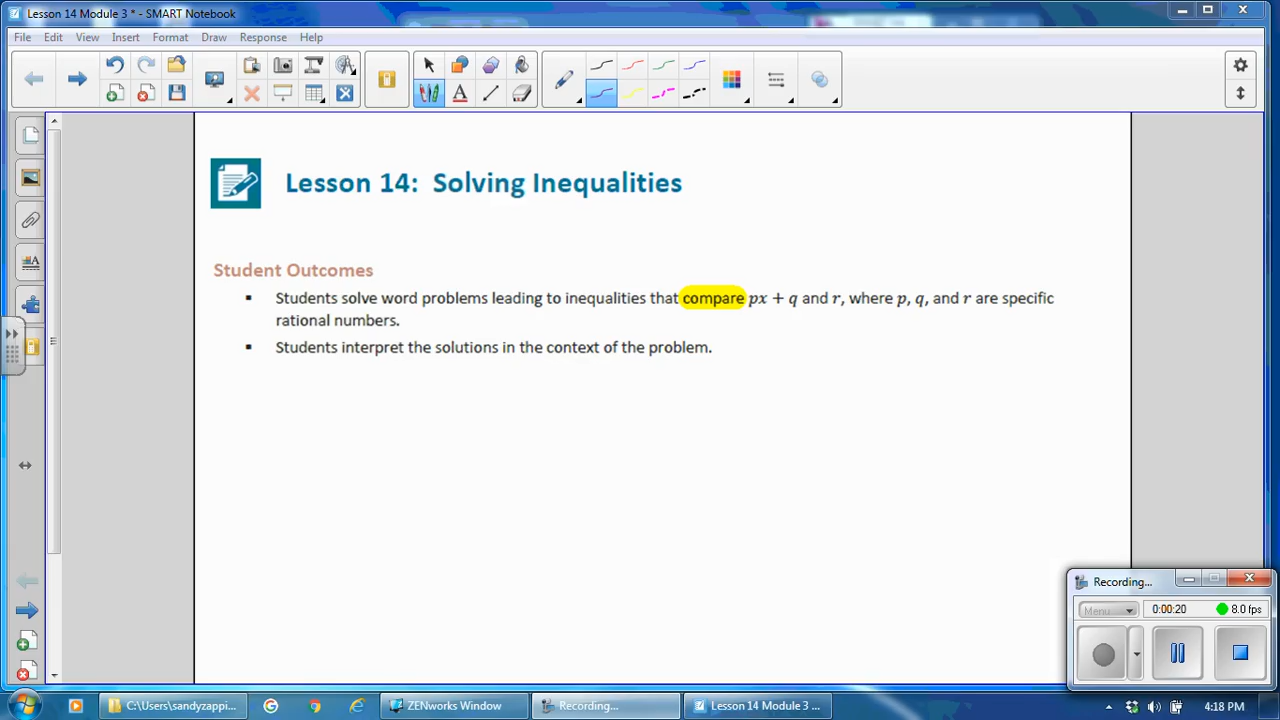 Lesson 14 Module 3 * - SMART Notebook
File Edit View Insert Format Draw Response Help
Lesson 14: Solving Inequalities
Student Outcomes
▪ Students solve word problems leading to inequalities that compare px + q and r, where p, q, and r are specific
rational numbers.
▪ Students interpret the solutions in the context of the problem.
Recording...
Menu 0:00:20 8.0 fps
C:\Users\sandyzappi... ZENworks Window Recording... Lesson 14 Module 3 ... 4:18 PM